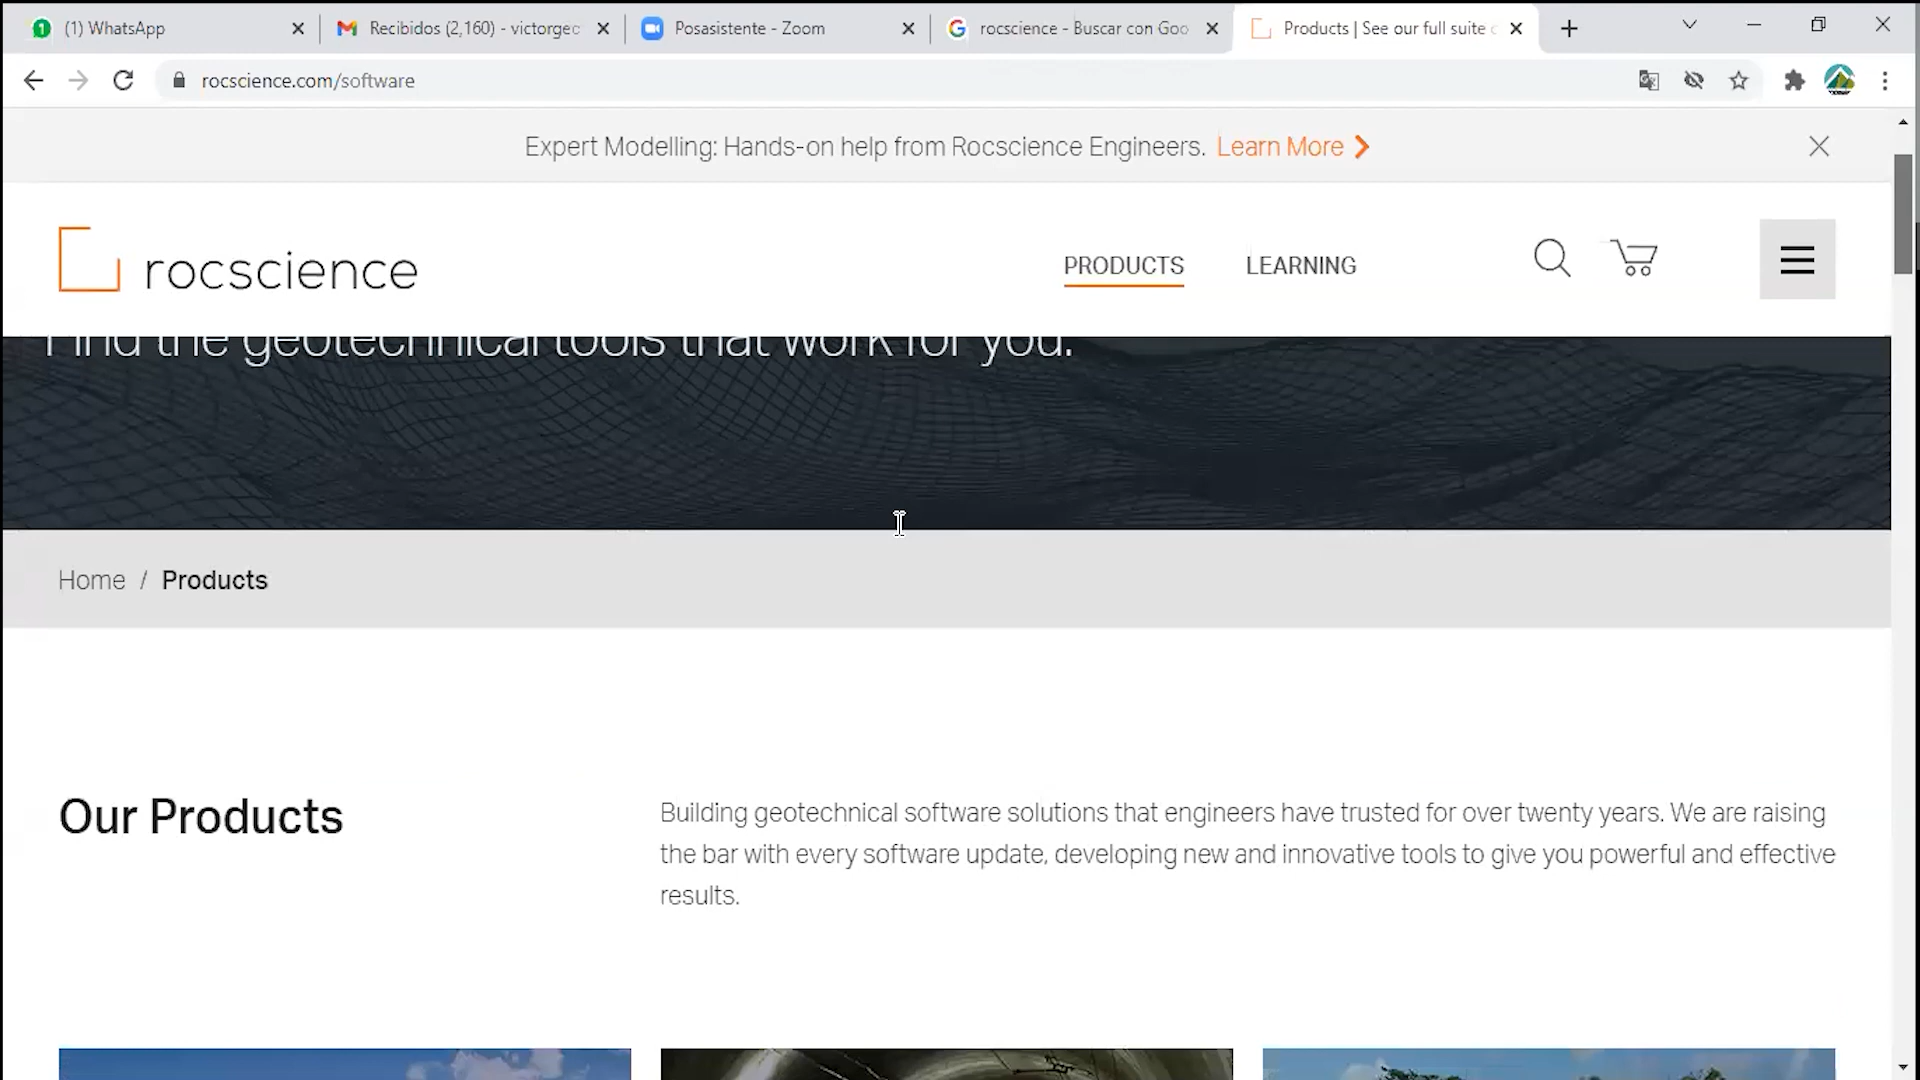 (1) WhatsApp
Recibidos (2,160) - victorgec
Posasistente - Zoom
rocscience - Buscar con Goo
Products | See our full suite
rocscience.com/software
Expert Modelling: Hands-on help from Rocscience Engineers. Learn More
rocscience
PRODUCTS
LEARNING
Find the geotechnical tools that work for you.
Home / Products
Our Products
Building geotechnical software solutions that engineers have trusted for over twenty years. We are raising
the bar with every software update, developing new and innovative tools to give you powerful and effective
results.